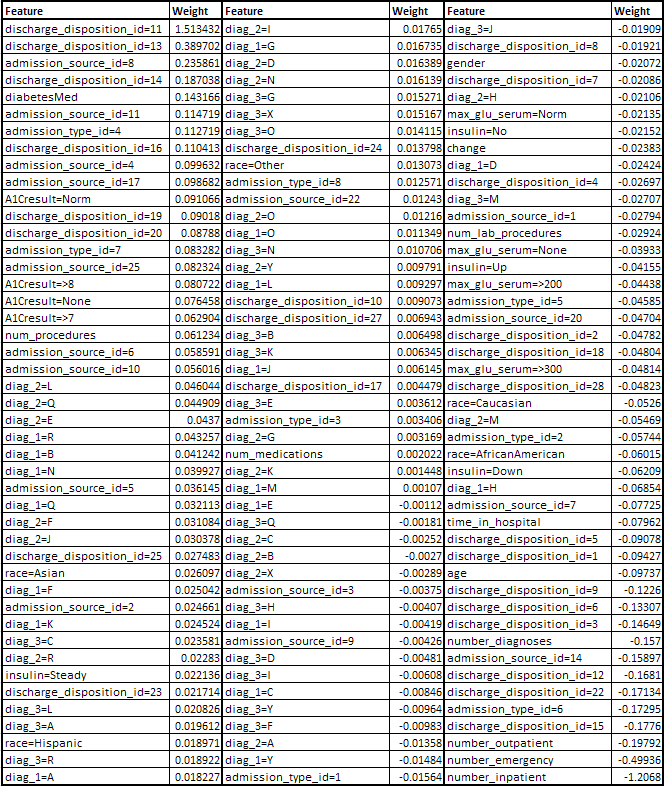 Feature Weight Feature Weight Feature Weight
discharge_disposition_id=11 1.513432 diag_2=I 0.01765 diag_3=J -0.01909
discharge_disposition_id=13 0.389702 diag_1=G 0.016735 discharge_disposition_id=8 -0.01921
admission_source_id=8 0.235861 diag_2=D 0.016389 gender -0.02072
discharge_disposition_id=14 0.187038 diag_2=N 0.016139 discharge_disposition_id=7 -0.02086
diabetesMed 0.143166 diag_3=G 0.015271 diag_2=H -0.02106
admission_source_id=11 0.114719 diag_3=X 0.015167 max_glu_serum=Norm -0.02135
admission_type_id=4 0.112719 diag_3=O 0.014115 insulin=No -0.02152
discharge_disposition_id=16 0.110413 discharge_disposition_id=24 0.013798 change -0.02383
admission_source_id=4 0.099632 race=Other 0.013073 diag_1=D -0.02424
admission_source_id=17 0.098682 admission_type_id=8 0.012571 discharge_disposition_id=4 -0.02697
A1Cresult=Norm 0.091066 admission_source_id=22 0.01243 diag_3=M -0.02707
discharge_disposition_id=19 0.09018 diag_2=O 0.01216 admission_source_id=1 -0.02794
discharge_disposition_id=20 0.08788 diag_1=O 0.011349 num_lab_procedures -0.02924
admission_type_id=7 0.083282 diag_3=N 0.010706 max_glu_serum=None -0.03933
admission_source_id=25 0.082324 diag_2=Y 0.009791 insulin=Up -0.04155
A1Cresult=>8 0.080722 diag_1=L 0.009297 max_glu_serum=>200 -0.04438
A1Cresult=None 0.076458 discharge_disposition_id=10 0.009073 admission_type_id=5 -0.04585
A1Cresult=>7 0.062904 discharge_disposition_id=27 0.006943 admission_source_id=20 -0.04704
num_procedures 0.061234 diag_3=B 0.006498 discharge_disposition_id=2 -0.04782
admission_source_id=6 0.058591 diag_3=K 0.006345 discharge_disposition_id=18 -0.04804
admission_source_id=10 0.056016 diag_1=J 0.006145 max_glu_serum=>300 -0.04814
diag_2=L 0.046044 discharge_disposition_id=17 0.004479 discharge_disposition_id=28 -0.04823
diag_2=Q 0.044909 diag_3=E 0.003612 race=Caucasian -0.0526
diag_2=E 0.0437 admission_type_id=3 0.003406 diag_2=M -0.05469
diag_1=R 0.043257 diag_2=G 0.003169 admission_type_id=2 -0.05744
diag_1=B 0.041242 num_medications 0.002022 race=AfricanAmerican -0.06015
diag_1=N 0.039927 diag_2=K 0.001448 insulin=Down -0.06209
admission_source_id=5 0.036145 diag_1=M 0.00107 diag_1=H -0.06854
diag_1=Q 0.032113 diag_1=E -0.00112 admission_source_id=7 -0.07725
diag_2=F 0.031084 diag_3=Q -0.00181 time_in_hospital -0.07962
diag_2=J 0.030378 diag_2=C -0.00252 discharge_disposition_id=5 -0.09078
discharge_disposition_id=25 0.027483 diag_2=B -0.0027 discharge_disposition_id=1 -0.09427
race=Asian 0.026097 diag_2=X -0.00289 age -0.09737
diag_1=F 0.025042 admission_source_id=3 -0.00375 discharge_disposition_id=9 -0.1226
admission_source_id=2 0.024661 diag_3=H -0.00407 discharge_disposition_id=6 -0.13307
diag_1=K 0.024524 diag_1=I -0.00419 discharge_disposition_id=3 -0.14649
diag_3=C 0.023581 admission_source_id=9 -0.00426 number_diagnoses -0.157
diag_2=R 0.02283 diag_3=D -0.00481 admission_source_id=14 -0.15897
insulin=Steady 0.022136 diag_3=I -0.00608 discharge_disposition_id=12 -0.1681
discharge_disposition_id=23 0.021714 diag_1=C -0.00846 discharge_disposition_id=22 -0.17134
diag_3=L 0.020826 diag_3=Y -0.00964 admission_type_id=6 -0.17295
diag_3=A 0.019612 diag_3=F -0.00983 discharge_disposition_id=15 -0.1776
race=Hispanic 0.018971 diag_2=A -0.01358 number_outpatient -0.19792
diag_3=R 0.018922 diag_1=Y -0.01484 number_emergency -0.49936
diag_1=A 0.018227 admission_type_id=1 -0.01564 number_inpatient -1.2068